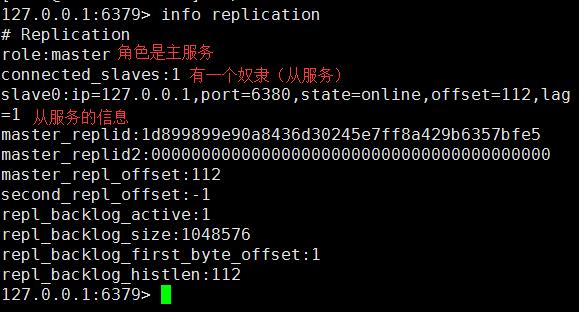 127.0.0.1:6379> info replication
# Replication
role:master 角色是主服务
connected_slaves:1 有一个奴隶（从服务）
slave0:ip=127.0.0.1,port=6380,state=online,offset=112,lag
=1 从服务的信息
master_replid:1d899899e90a8436d30245e7ff8a429b6357bfe5
master_replid2:0000000000000000000000000000000000000000
master_repl_offset:112
second_repl_offset:-1
repl_backlog_active:1
repl_backlog_size:1048576
repl_backlog_first_byte_offset:1
repl_backlog_histlen:112
127.0.0.1:6379>